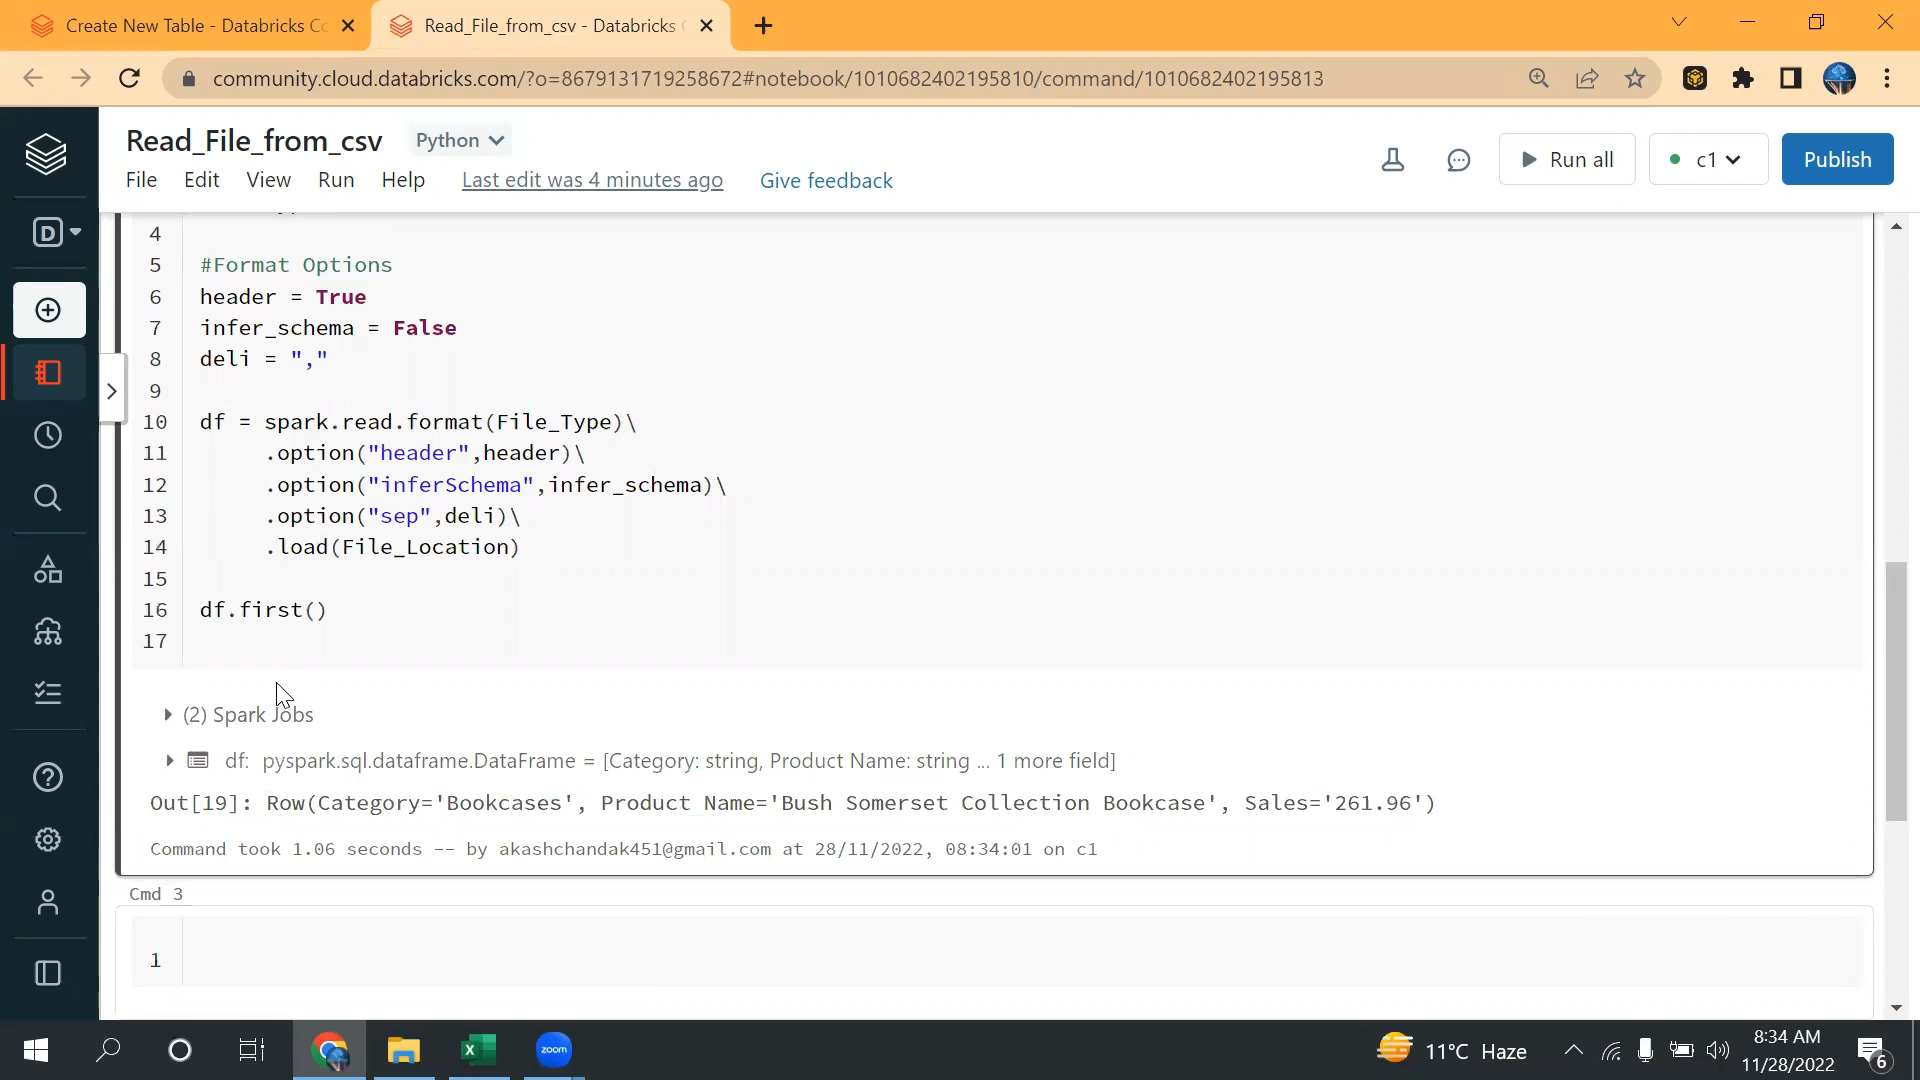 Create New Table - Databricks Co
Read_File_from_csv - Databricks C
community.cloud.databricks.com/?o=8679131719258672#notebook/1010682402195810/command/1010682402195813
Read_File_from_csv Python
Run all c1 Publish
File Edit View Run Help Last edit was 4 minutes ago Give feedback
D
4
5 #Format Options
6 header = True
7 infer_schema = False
8 deli = ","
9
10 df = spark.read.format(File_Type)\
11 .option("header",header)\
12 .option("inferSchema",infer_schema)\
13 .option("sep",deli)\
14 .load(File_Location)
15
16 df.first()
17
(2) Spark Jobs
df: pyspark.sql.dataframe.DataFrame = [Category: string, Product Name: string ... 1 more field]
Out[19]: Row(Category='Bookcases', Product Name='Bush Somerset Collection Bookcase', Sales='261.96')
Command took 1.06 seconds -- by akashchandak451@gmail.com at 28/11/2022, 08:34:01 on c1
Cmd 3
1
zoom
11°C Haze
8:34 AM
11/28/2022
6